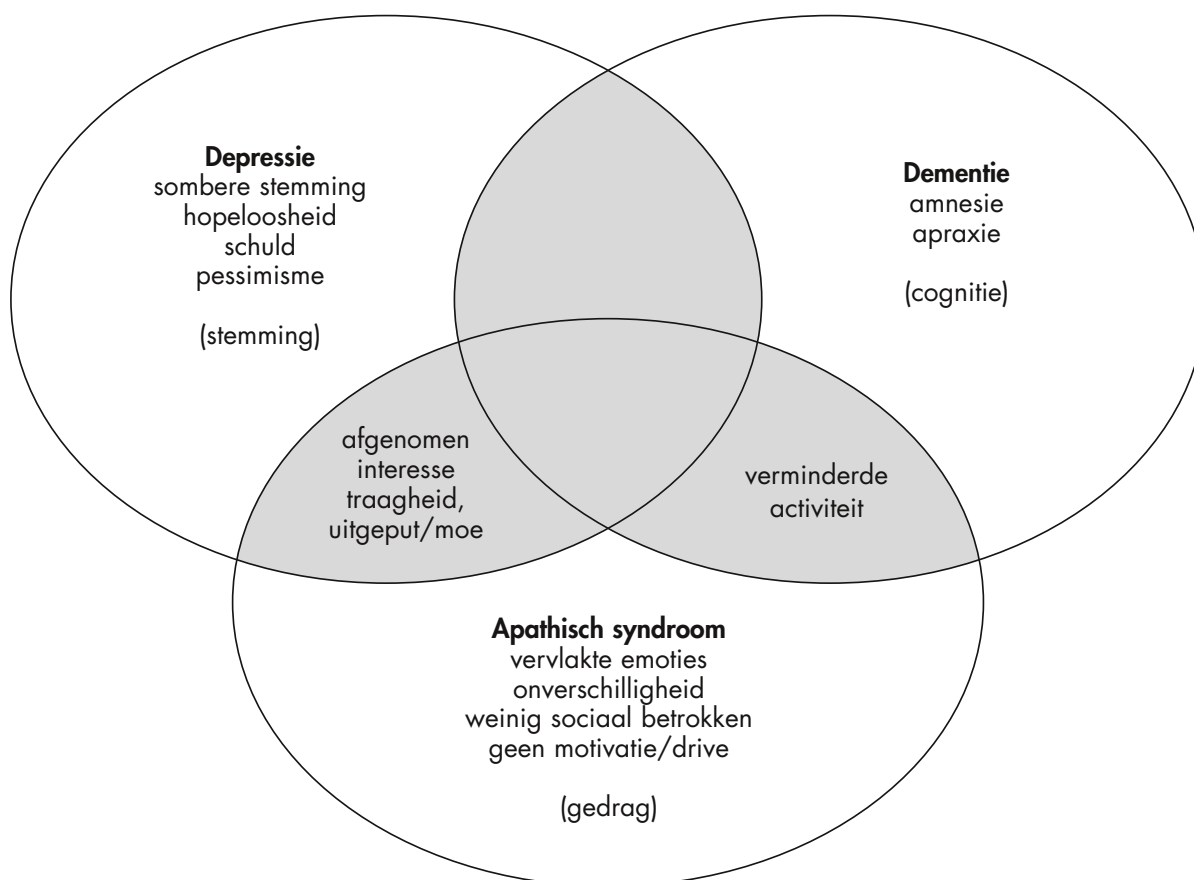 Depressie
sombere stemming
hopeloosheid
schuld
pessimisme
(stemming)
Dementie
amnesie
apraxie
(cognitie)
afgenomen
interesse
traagheid,
uitgeput/moe
verminderde
activiteit
Apathisch syndroom
vervlakte emoties
onverschilligheid
weinig sociaal betrokken
geen motivatie/drive
(gedrag)